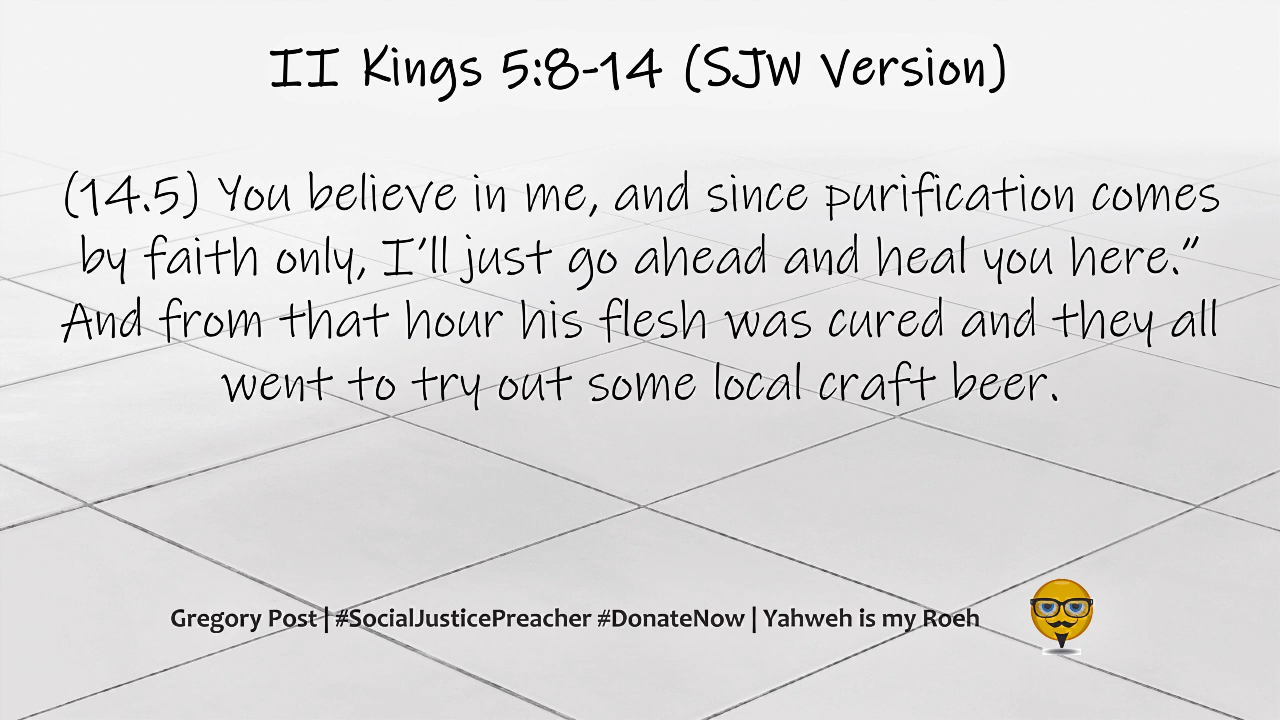 II Kings 5:8-14 (SJW Version)
(14.5) You believe in me, and since purification comes
by faith only, I’ll just go ahead and heal you here.”
And from that hour his flesh was cured and they all
went to try out some local craft beer.
Gregory Post | #SocialJusticePreacher #DonateNow | Yahweh is my Roeh